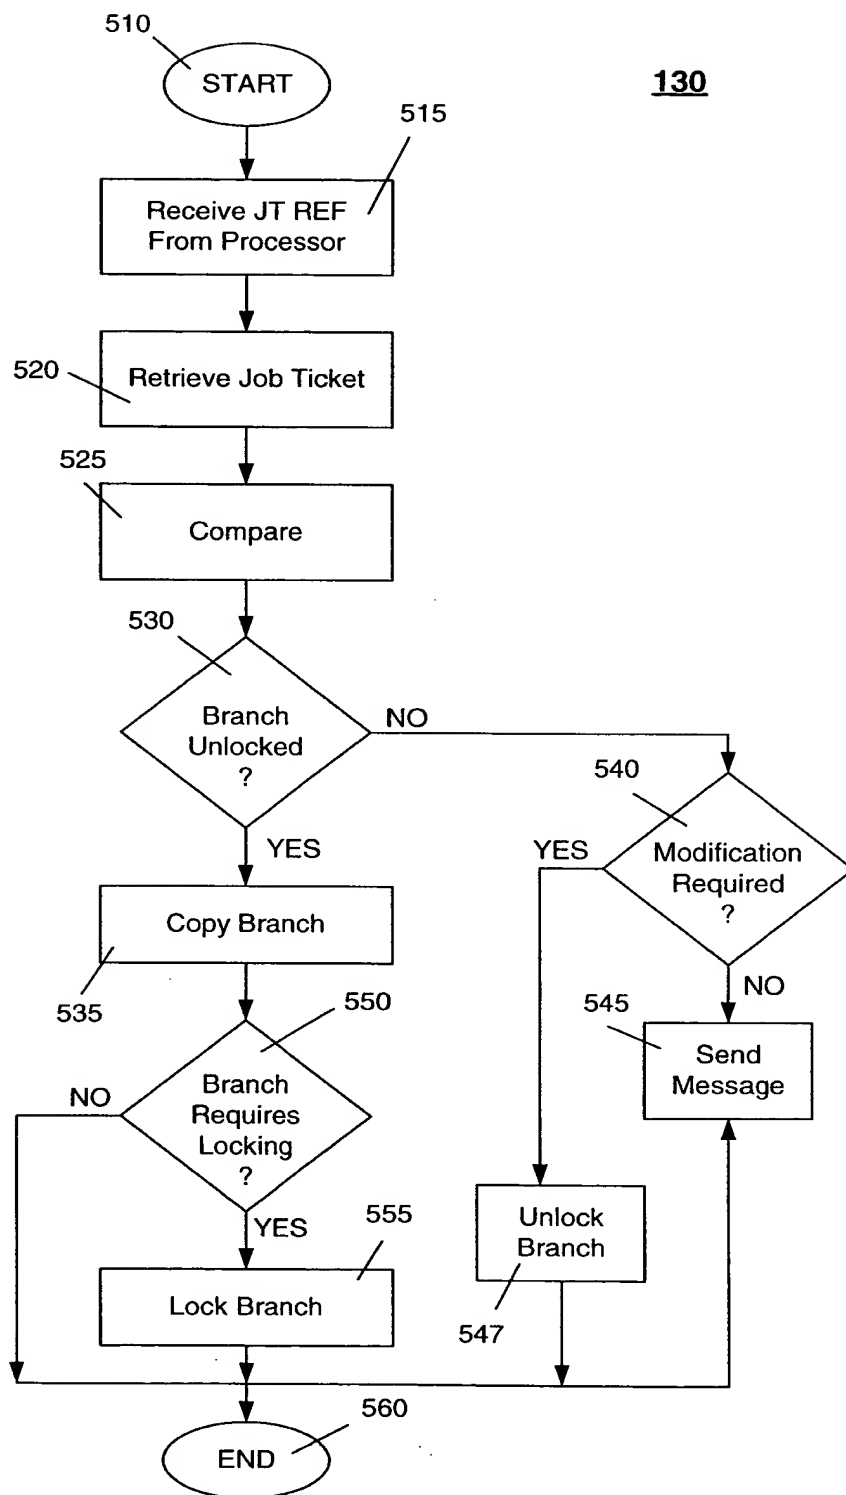 510
START
130
515
Receive JT REF
From Processor
520
Retrieve Job Ticket
525
Compare
530
Branch
Unlocked
?
NO
YES
540
Modification
Required
?
YES
NO
Copy Branch
535
550
Branch
Requires
Locking
?
NO
YES
545
Send
Message
Unlock
Branch
547
555
Lock Branch
560
END